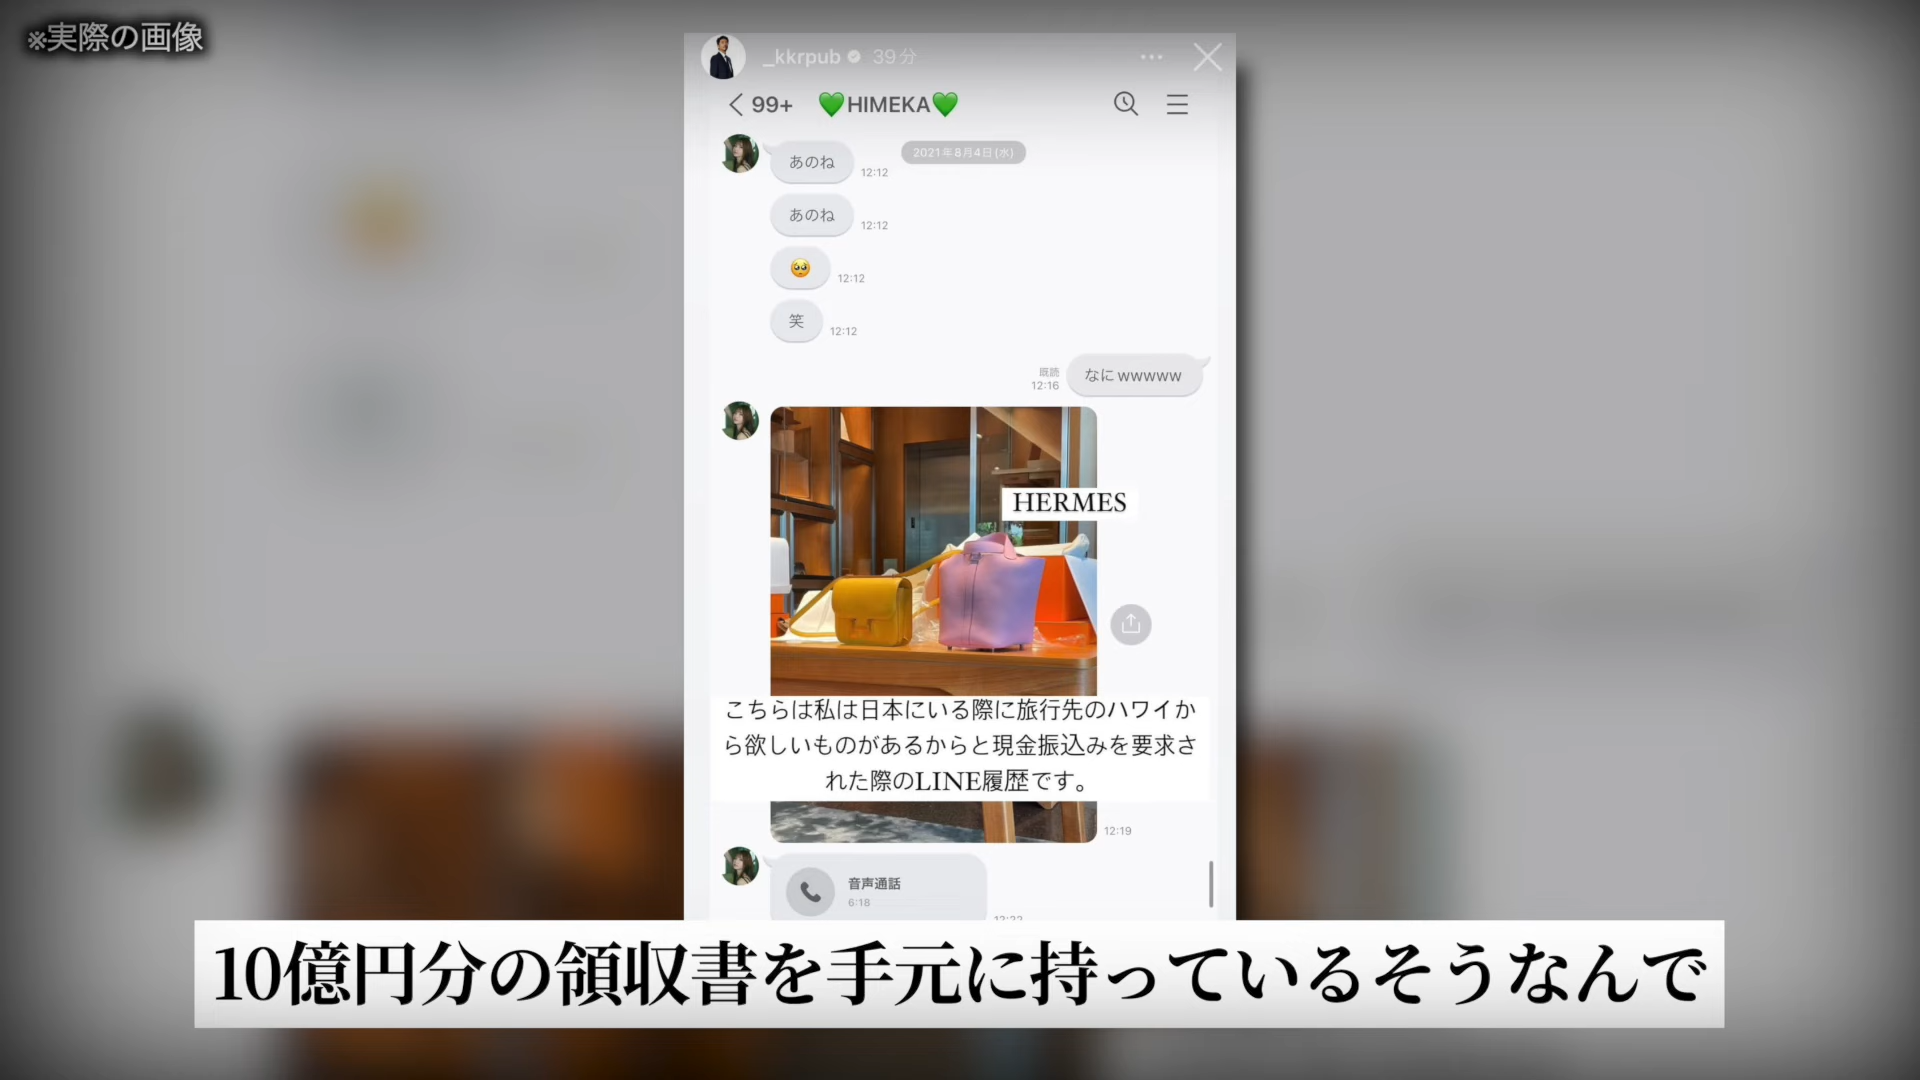 ※実際の画像
_kkrpub 39分
99+ 💚HIMEKA💚
2021年8月4日(水)
あのね 12:12
あのね 12:12
🥺 12:12
笑 12:12
既読
12:16 なにwwwww
HERMES
こちらは私は日本にいる際に旅行先のハワイか
ら欲しいものがあるからと現金振込みを要求さ
れた際のLINE履歴です。
12:19
音声通話
6:18
12:22
10億円分の領収書を手元に持っているそうなんで